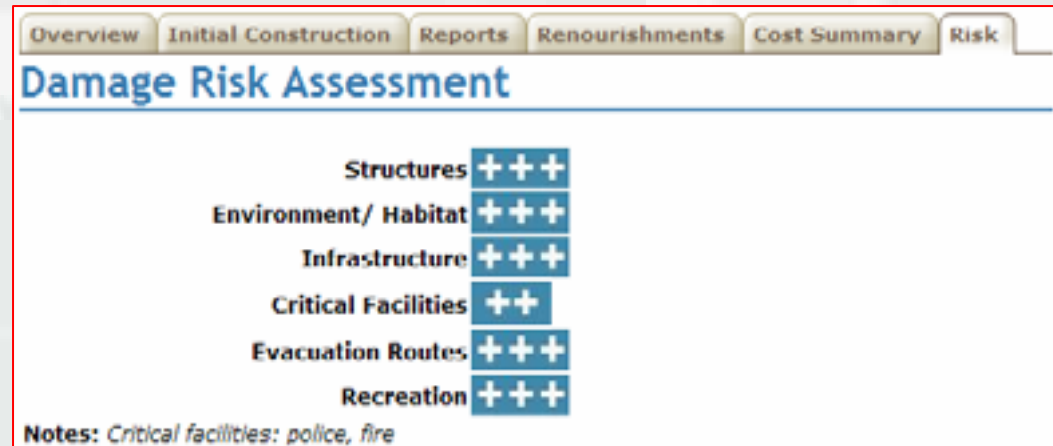 Overview Initial Construction Reports Renourishments Cost Summary Risk
Damage Risk Assessment
Structures +++
Environment/ Habitat +++
Infrastructure +++
Critical Facilities ++
Evacuation Routes +++
Recreation +++
Notes: Critical facilities: police, fire